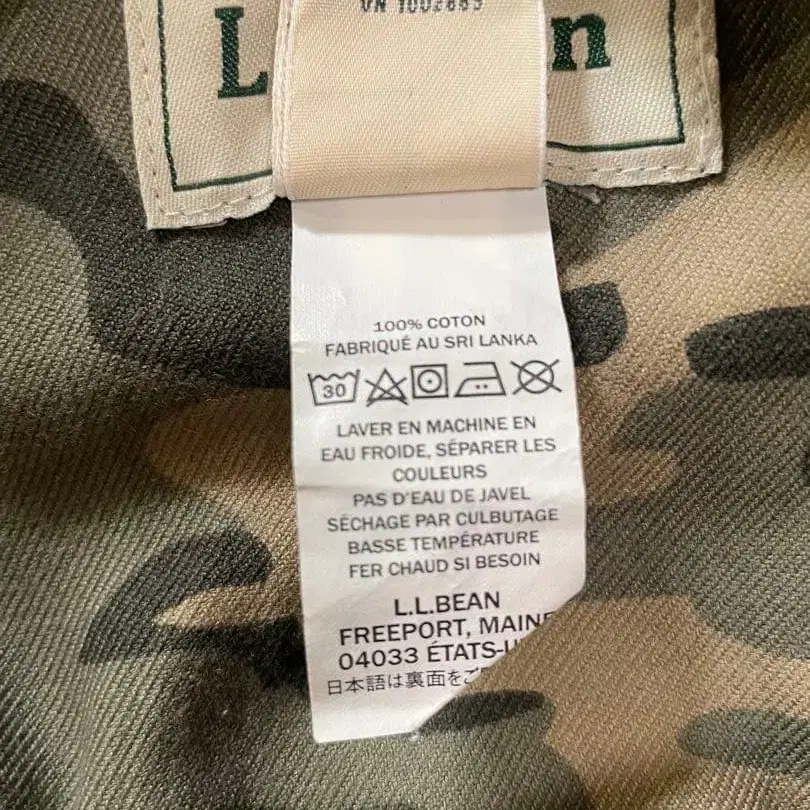 L n
100% COTON
FABRIQUÉ AU SRI LANKA
30
LAVER EN MACHINE EN
EAU FROIDE, SÉPARER LES
COULEURS
PAS D'EAU DE JAVEL
SÉCHAGE PAR CULBUTAGE
BASSE TEMPÉRATURE
FER CHAUD SI BESOIN
L.L.BEAN
FREEPORT, MAINE
04033 ÉTATS-U
日本語は裏面をご